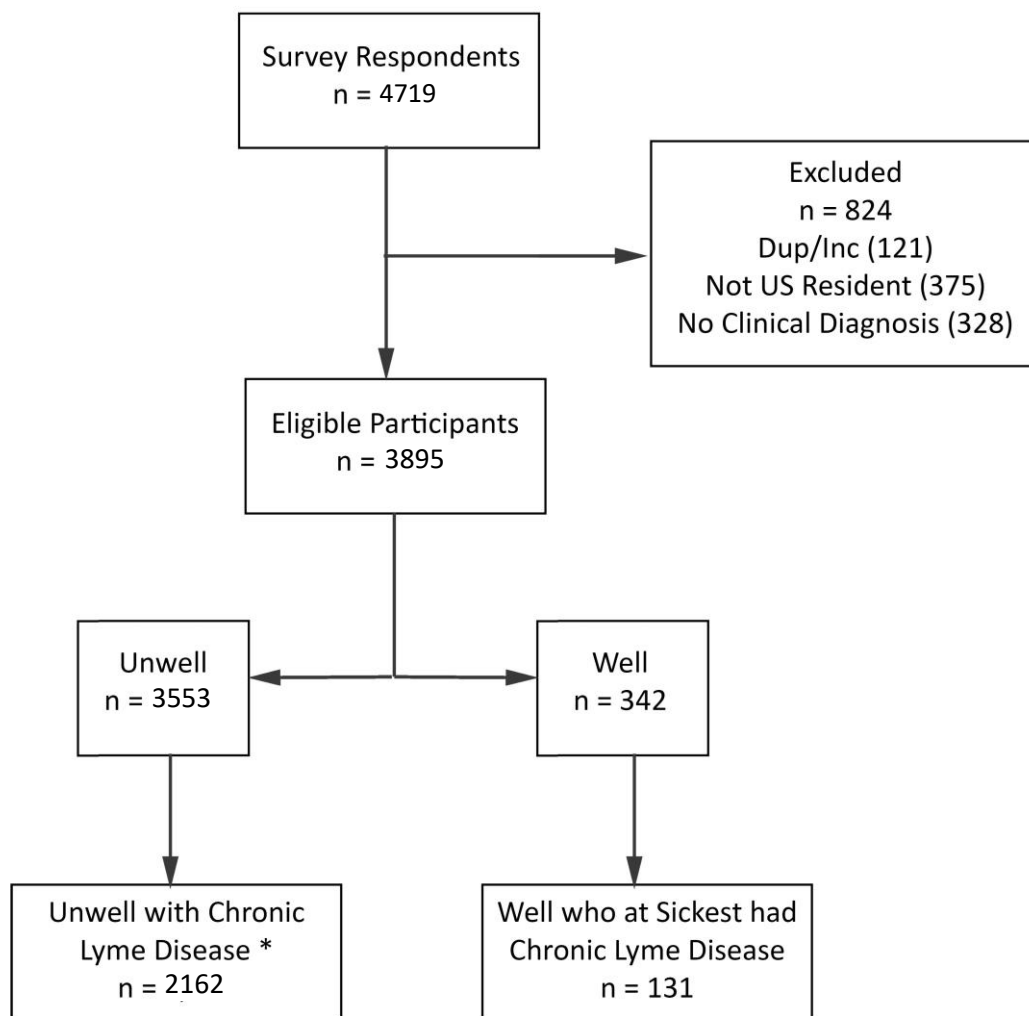 Survey Respondents
n = 4719
Excluded
n = 824
Dup/Inc (121)
Not US Resident (375)
No Clinical Diagnosis (328)
Eligible Participants
n = 3895
Unwell
n = 3553
Well
n = 342
Unwell with Chronic
Lyme Disease *
n = 2162
Well who at Sickest had
Chronic Lyme Disease
n = 131